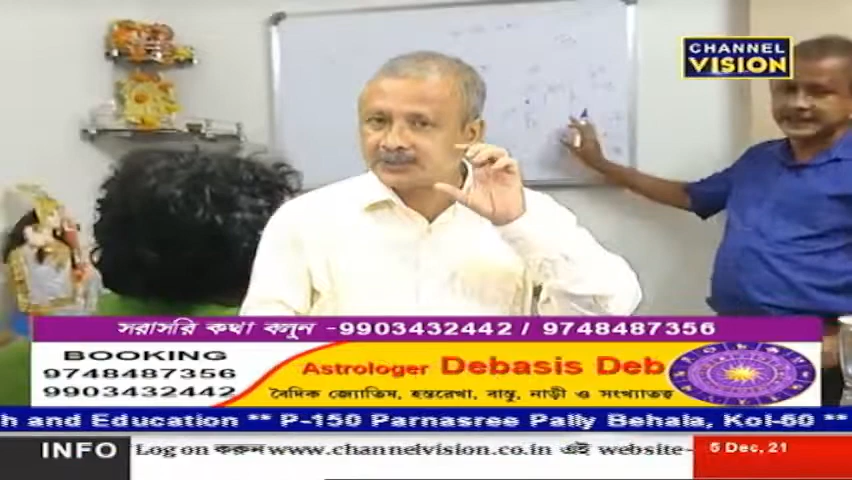 CHANNEL
VISION
সরাসরি কথা বলুন -9903432442 / 9748487356
BOOKING
9748487356
9903432442
Astrologer Debasis Deb
বৈদিক জ্যোতিষ, হস্তরেখা, বাস্তু, নাড়ী ও সংখ্যাতত্ত্ব
h and Education ** P-150 Parnasree Pally Behala, Kol-60 **
INFO
Log on করুন www.channelvision.co.in এই website-
5 Dec, 21